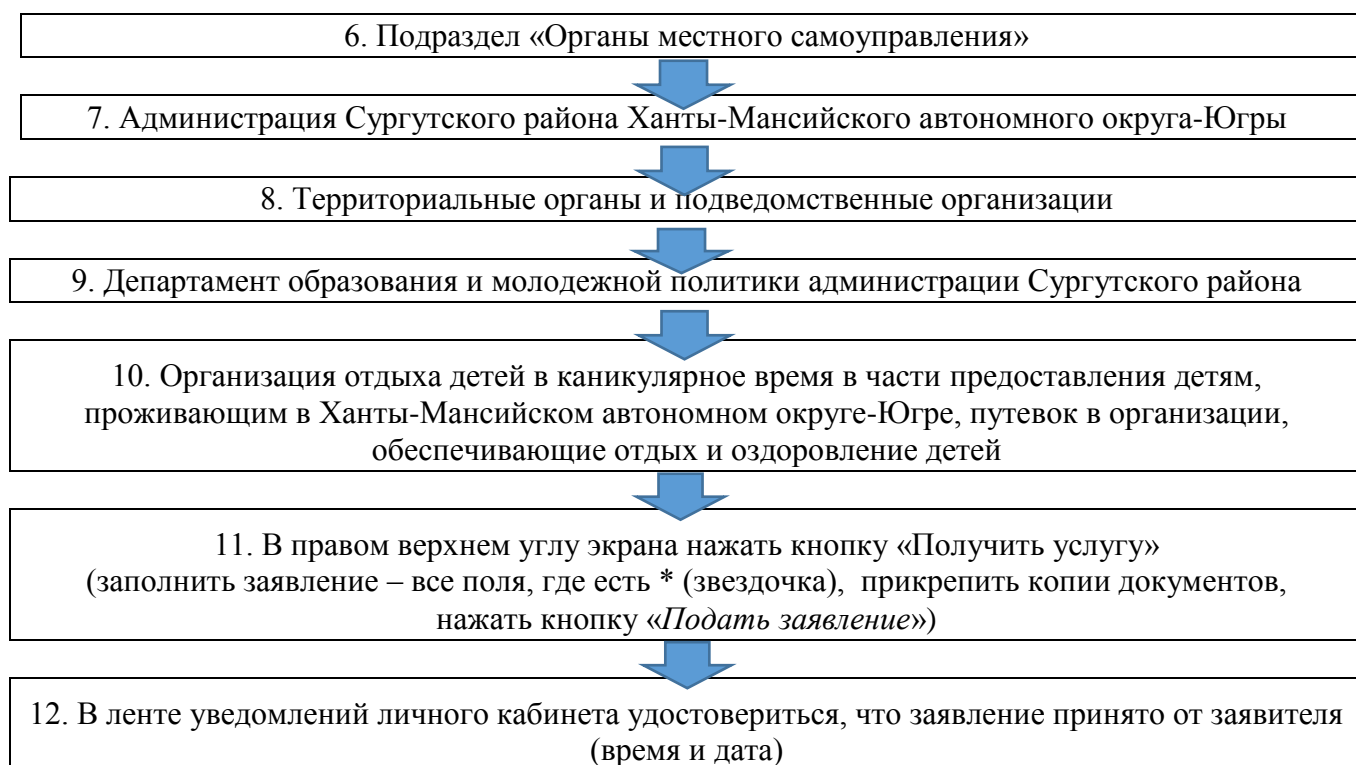 6. Подраздел «Органы местного самоуправления»
7. Администрация Сургутского района Ханты-Мансийского автономного округа-Югры
8. Территориальные органы и подведомственные организации
9. Департамент образования и молодежной политики администрации Сургутского района
10. Организация отдыха детей в каникулярное время в части предоставления детям,
проживающим в Ханты-Мансийском автономном округе-Югре, путевок в организации,
обеспечивающие отдых и оздоровление детей
11. В правом верхнем углу экрана нажать кнопку «Получить услугу»
(заполнить заявление – все поля, где есть * (звездочка), прикрепить копии документов,
нажать кнопку «Подать заявление»)
12. В ленте уведомлений личного кабинета удостовериться, что заявление принято от заявителя
(время и дата)